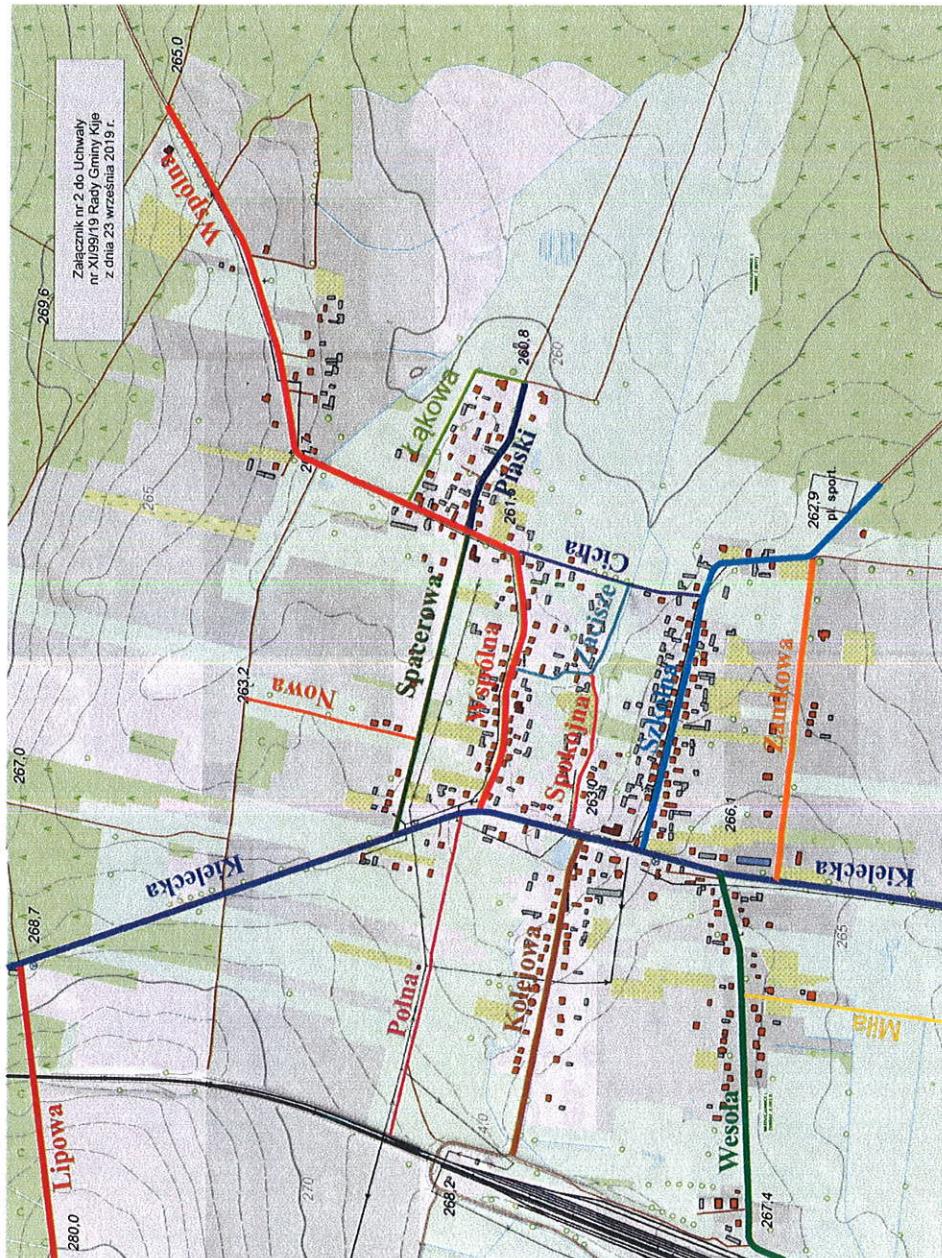 Załącznik nr 2 do Uchwały
nr XI/99/19 Rady Gminy Kije
z dnia 23 września 2019 r.
265,0
Wspólna
269,6
265
Łąkowa
260,8
260
Piaski
262,9
pl. sport.
Cicha
Spacerowa
Zacisze
263,2
Nowa
Wspólna
Spokojna
263,0
Szkolna
Zamkowa
267,0
266,1
Kielecka
Kielecka
268,7
Kolejowa
Polna
265
Miła
Lipowa
280,0
270
268,2
Wesoła
267,4